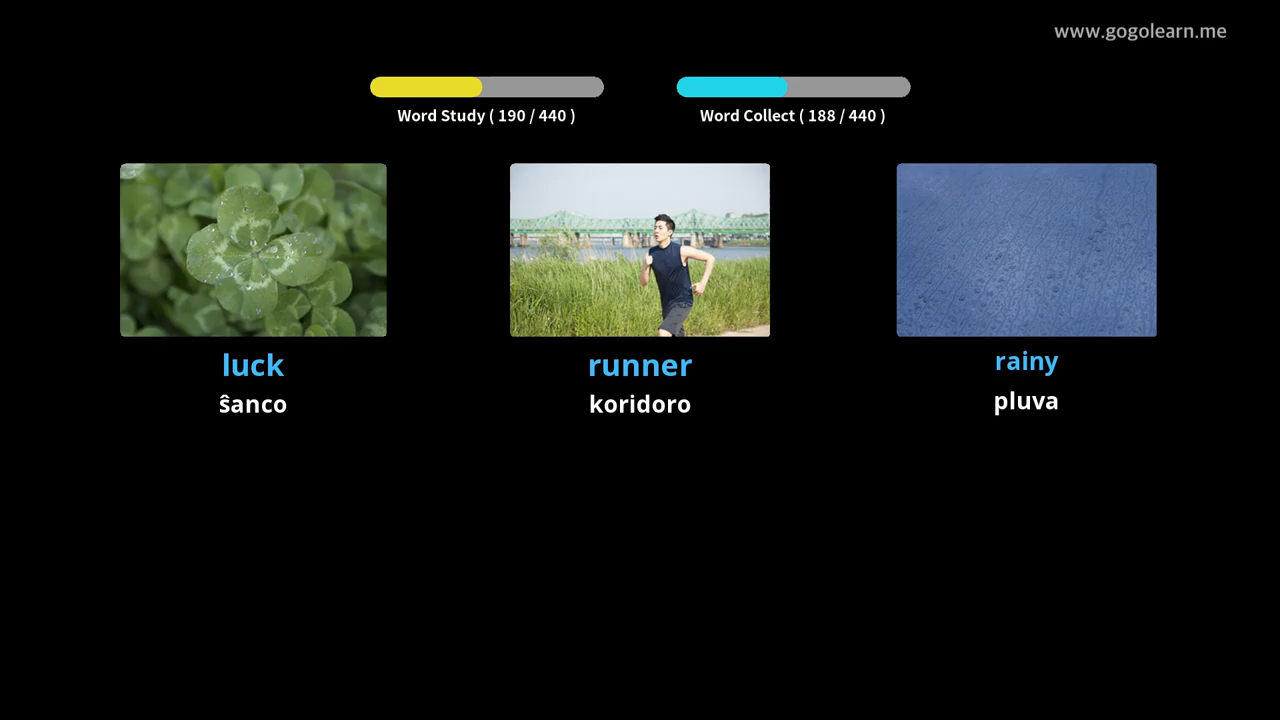 www.gogolearn.me
Word Study ( 190 / 440 )
Word Collect ( 188 / 440 )
luck
ŝanco
runner
koridoro
rainy
pluva